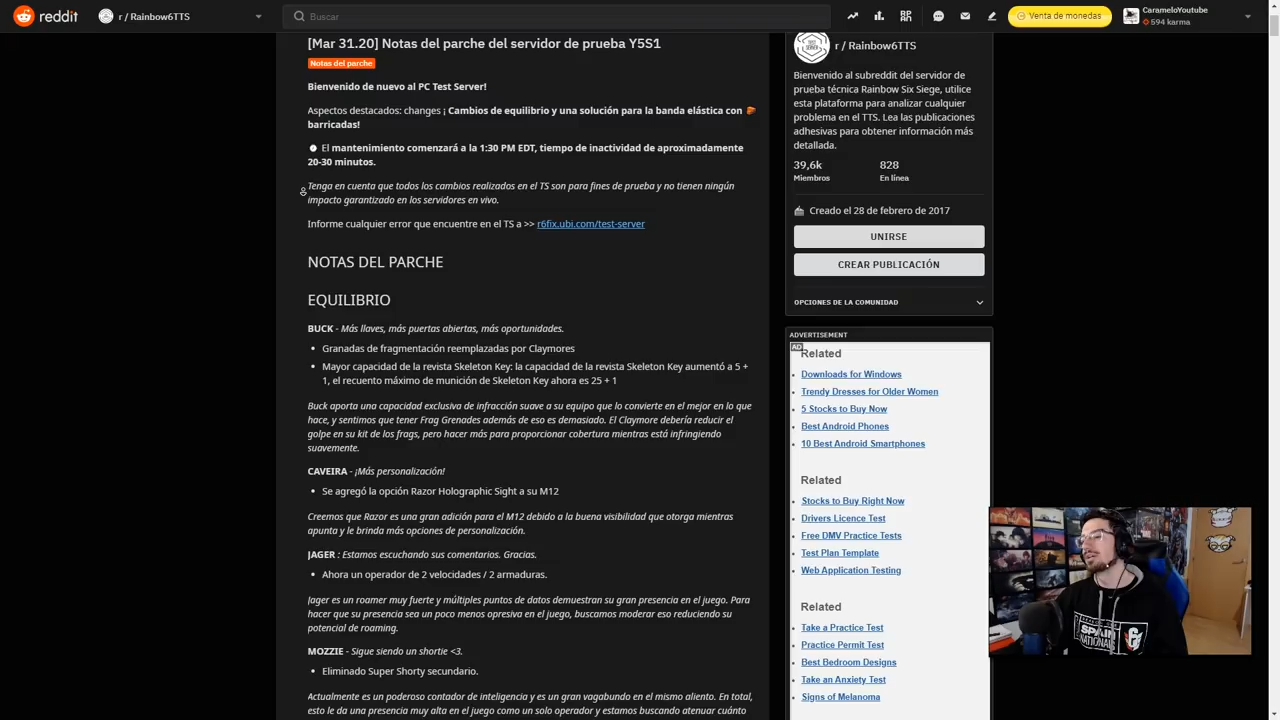 reddit
r / Rainbow6TTS
Buscar
Venta de monedas
CarameloYoutube
594 karma
[Mar 31.20] Notas del parche del servidor de prueba Y5S1
Notas del parche
Bienvenido de nuevo al PC Test Server!
Aspectos destacados: changes ¡ Cambios de equilibrio y una solución para la banda elástica con
barricadas!
El mantenimiento comenzará a la 1:30 PM EDT, tiempo de inactividad de aproximadamente
20-30 minutos.
Tenga en cuenta que todos los cambios realizados en el TS son para fines de prueba y no tienen ningún
impacto garantizado en los servidores en vivo.
Informe cualquier error que encuentre en el TS a >> r6fix.ubi.com/test-server
NOTAS DEL PARCHE
EQUILIBRIO
BUCK - Más llaves, más puertas abiertas, más oportunidades.
• Granadas de fragmentación reemplazadas por Claymores
• Mayor capacidad de la revista Skeleton Key: la capacidad de la revista Skeleton Key aumentó a 5 +
1, el recuento máximo de munición de Skeleton Key ahora es 25 + 1
Buck aporta una capacidad exclusiva de infracción suave a su equipo que lo convierte en el mejor en lo que
hace, y sentimos que tener Frag Grenades además de eso es demasiado. El Claymore debería reducir el
golpe en su kit de los frags, pero hacer más para proporcionar cobertura mientras está infringiendo
suavemente.
CAVEIRA - ¡Más personalización!
• Se agregó la opción Razor Holographic Sight a su M12
Creemos que Razor es una gran adición para el M12 debido a la buena visibilidad que otorga mientras
apunta y le brinda más opciones de personalización.
JAGER : Estamos escuchando sus comentarios. Gracias.
• Ahora un operador de 2 velocidades / 2 armaduras.
Jager es un roamer muy fuerte y múltiples puntos de datos demuestran su gran presencia en el juego. Para
hacer que su presencia sea un poco menos opresiva en el juego, buscamos moderar eso reduciendo su
potencial de roaming.
MOZZIE - Sigue siendo un shortie <3.
• Eliminado Super Shorty secundario.
Actualmente es un poderoso contador de inteligencia y es un gran vagabundo en el mismo aliento. En total,
esto le da una presencia muy alta en el juego como un solo operador y estamos buscando atenuar cuánto
r / Rainbow6TTS
Bienvenido al subreddit del servidor de
prueba técnica Rainbow Six Siege, utilice
esta plataforma para analizar cualquier
problema en el TTS. Lea las publicaciones
adhesivas para obtener información más
detallada.
39,6k 828
Miembros En línea
Creado el 28 de febrero de 2017
UNIRSE
CREAR PUBLICACIÓN
OPCIONES DE LA COMUNIDAD
ADVERTISEMENT
AD
Related
• Downloads for Windows
• Trendy Dresses for Older Women
• 5 Stocks to Buy Now
• Best Android Phones
• 10 Best Android Smartphones
Related
• Stocks to Buy Right Now
• Drivers Licence Test
• Free DMV Practice Tests
• Test Plan Template
• Web Application Testing
Related
• Take a Practice Test
• Practice Permit Test
• Best Bedroom Designs
• Take an Anxiety Test
• Signs of Melanoma
SPAIN
NATIONALS